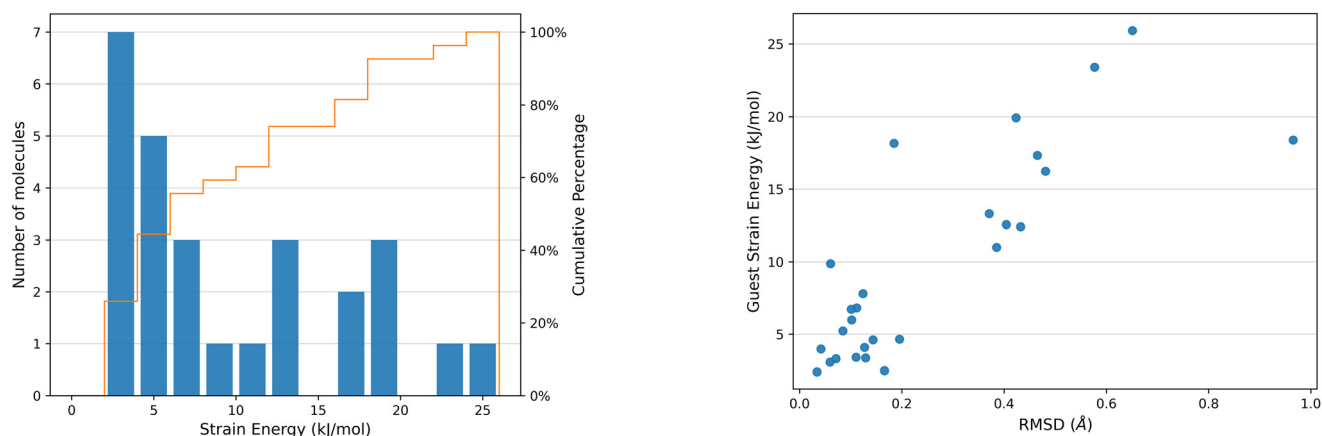 Number of molecules
7
6
5
4
3
2
1
0
0 5 10 15 20 25
Strain Energy (kJ/mol)
100%
80%
60%
40%
20%
0%
Cumulative Percentage
Guest Strain Energy (kJ/mol)
25
20
15
10
5
0.0 0.2 0.4 0.6 0.8 1.0
RMSD (Å)